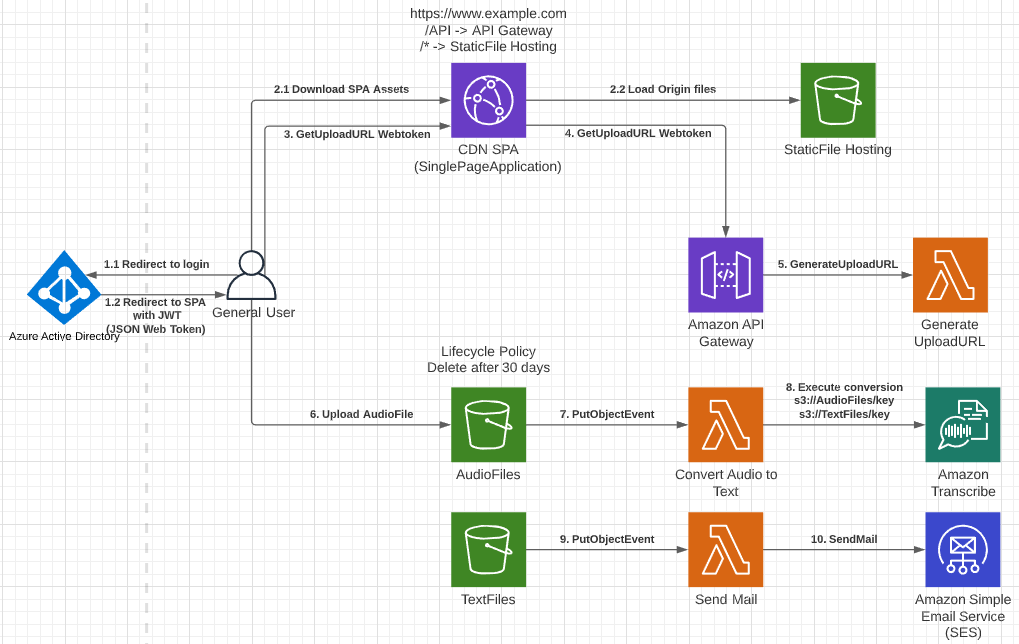 https://www.example.com
/API -> API Gateway
/* -> StaticFile Hosting
2.1 Download SPA Assets
2.2 Load Origin files
3. GetUploadURL Webtoken
4. GetUploadURL Webtoken
CDN SPA
(SinglePageApplication)
StaticFile Hosting
1.1 Redirect to login
1.2 Redirect to SPA
with JWT
(JSON Web Token)
Azure Active Directory
General User
5. GenerateUploadURL
Amazon API
Gateway
Generate
UploadURL
Lifecycle Policy
Delete after 30 days
6. Upload AudioFile
7. PutObjectEvent
8. Execute conversion
s3://AudioFiles/key
s3://TextFiles/key
AudioFiles
Convert Audio to
Text
Amazon
Transcribe
9. PutObjectEvent
10. SendMail
TextFiles
Send Mail
Amazon Simple
Email Service
(SES)